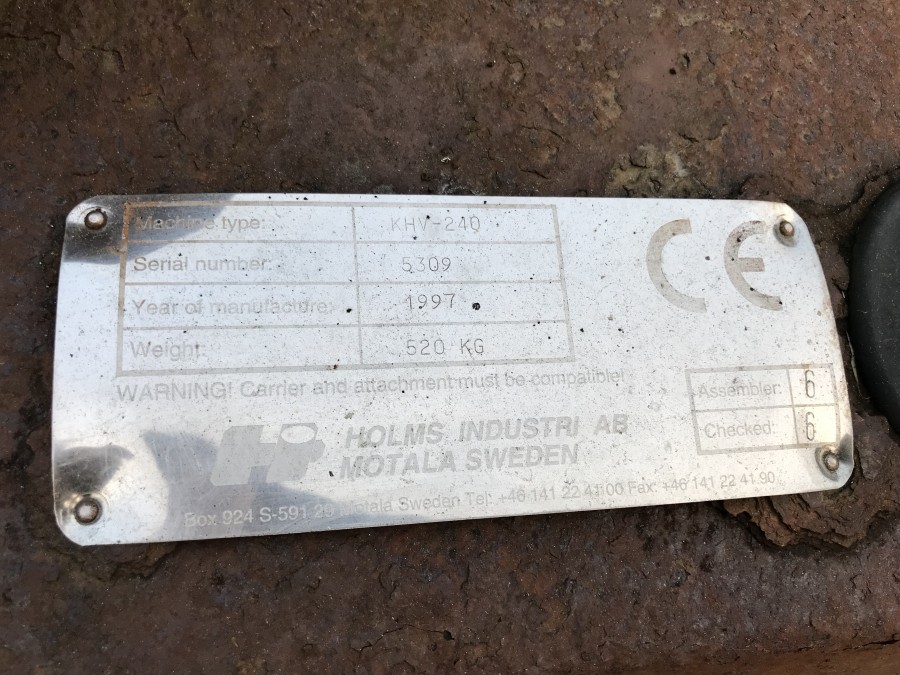 Machine type: KHV-240
Serial number: 5309
Year of manufacture: 1997
Weight: 520 KG
CE
WARNING! Carrier and attachment must be compatible!
Assembler: 6
Checked: 6
HOLMS INDUSTRI AB
MOTALA SWEDEN
Box 924 S-591 29 Motala Sweden Tel: +46 141 22 41 00 Fax: +46 141 22 41 90